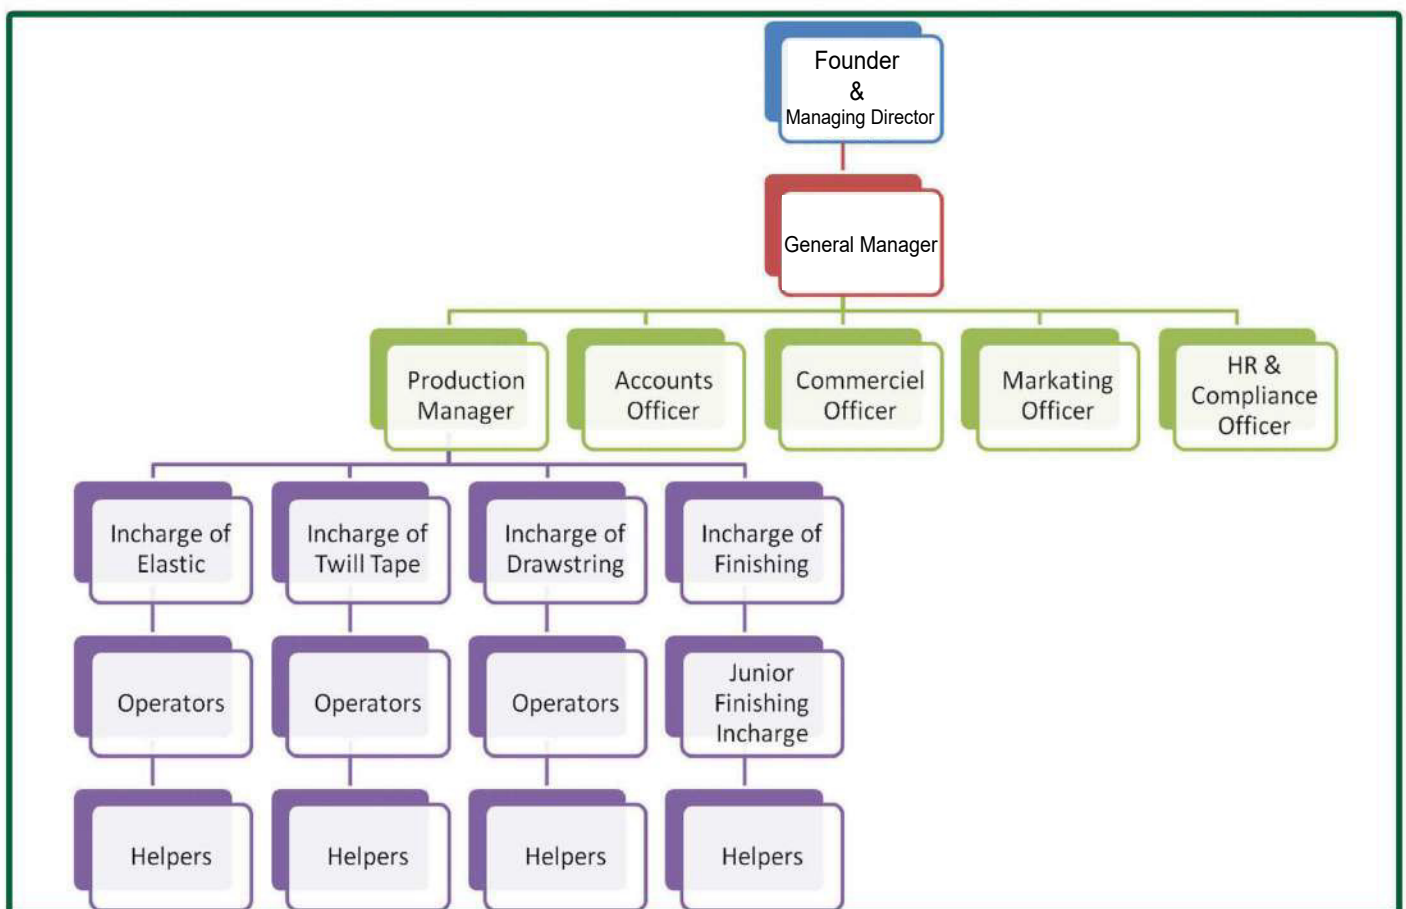 Founder
&
Managing Director
General Manager
Production
Manager
Accounts
Officer
Commerciel
Officer
Markating
Officer
HR &
Compliance
Officer
Incharge of
Elastic
Incharge of
Twill Tape
Incharge of
Drawstring
Incharge of
Finishing
Operators
Operators
Operators
Junior
Finishing
Incharge
Helpers
Helpers
Helpers
Helpers